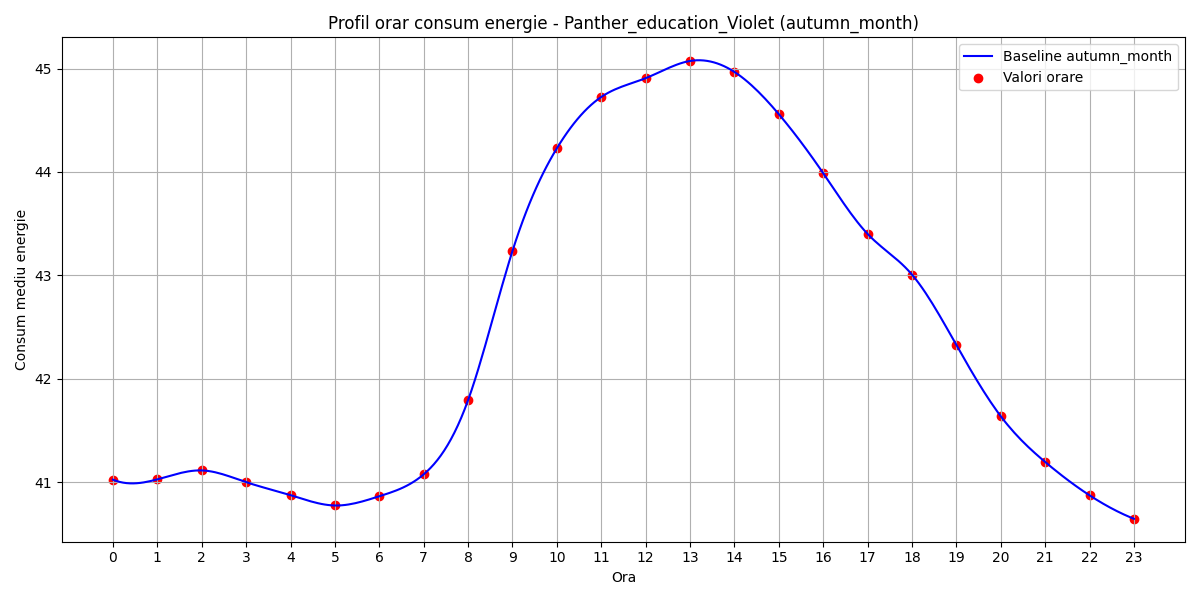 Profil orar consum energie - Panther_education_Violet (autumn_month)
Baseline autumn_month
Valori orare
Consum mediu energie
45
44
43
42
41
0 1 2 3 4 5 6 7 8 9 10 11 12 13 14 15 16 17 18 19 20 21 22 23
Ora